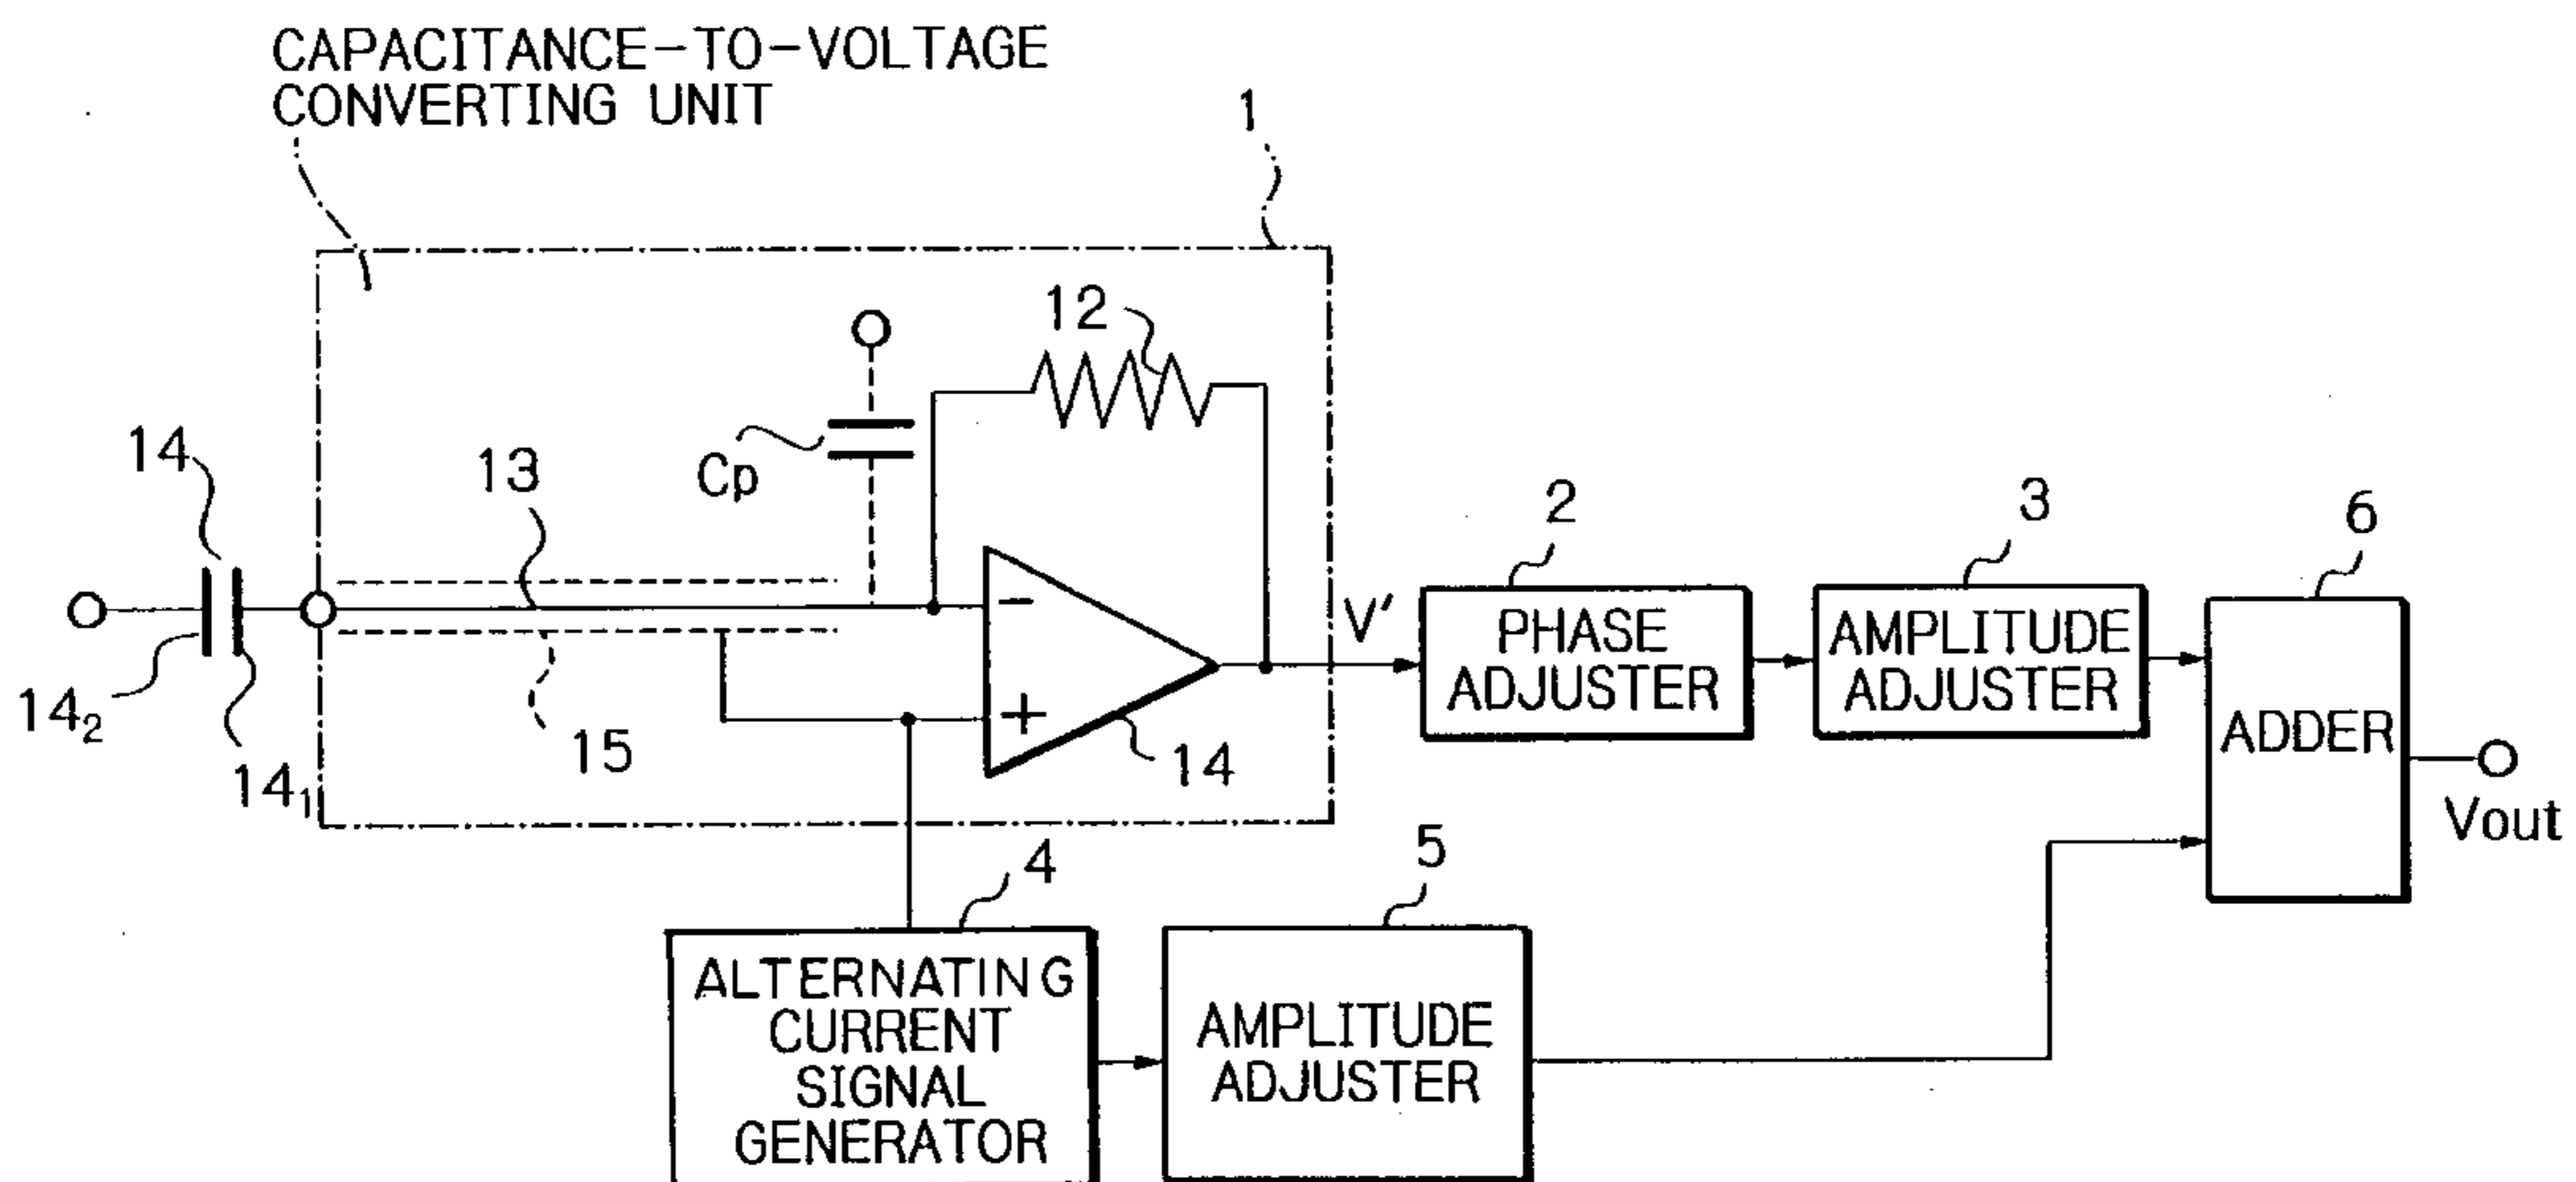 CAPACITANCE-TO-VOLTAGE
CONVERTING UNIT
1
12
14
13
Cp
2
3
6
V'
PHASE
ADJUSTER
AMPLITUDE
ADJUSTER
ADDER
14₂
14₁
15
-
+
14
Vout
4
5
ALTERNATING
CURRENT
SIGNAL
GENERATOR
AMPLITUDE
ADJUSTER